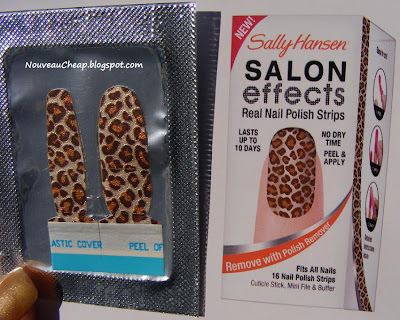 NouveauCheap.blogspot.com
ASTIC COVER
PEEL OF
NEW!
Sally Hansen
SALON
effects
Real Nail Polish Strips
LASTS
UP TO
10 DAYS
NO DRY
TIME
PEEL &
APPLY
Remove with Polish Remover
Fits All Nails
16 Nail Polish Strips
Cuticle Stick, Mini File & Buffer